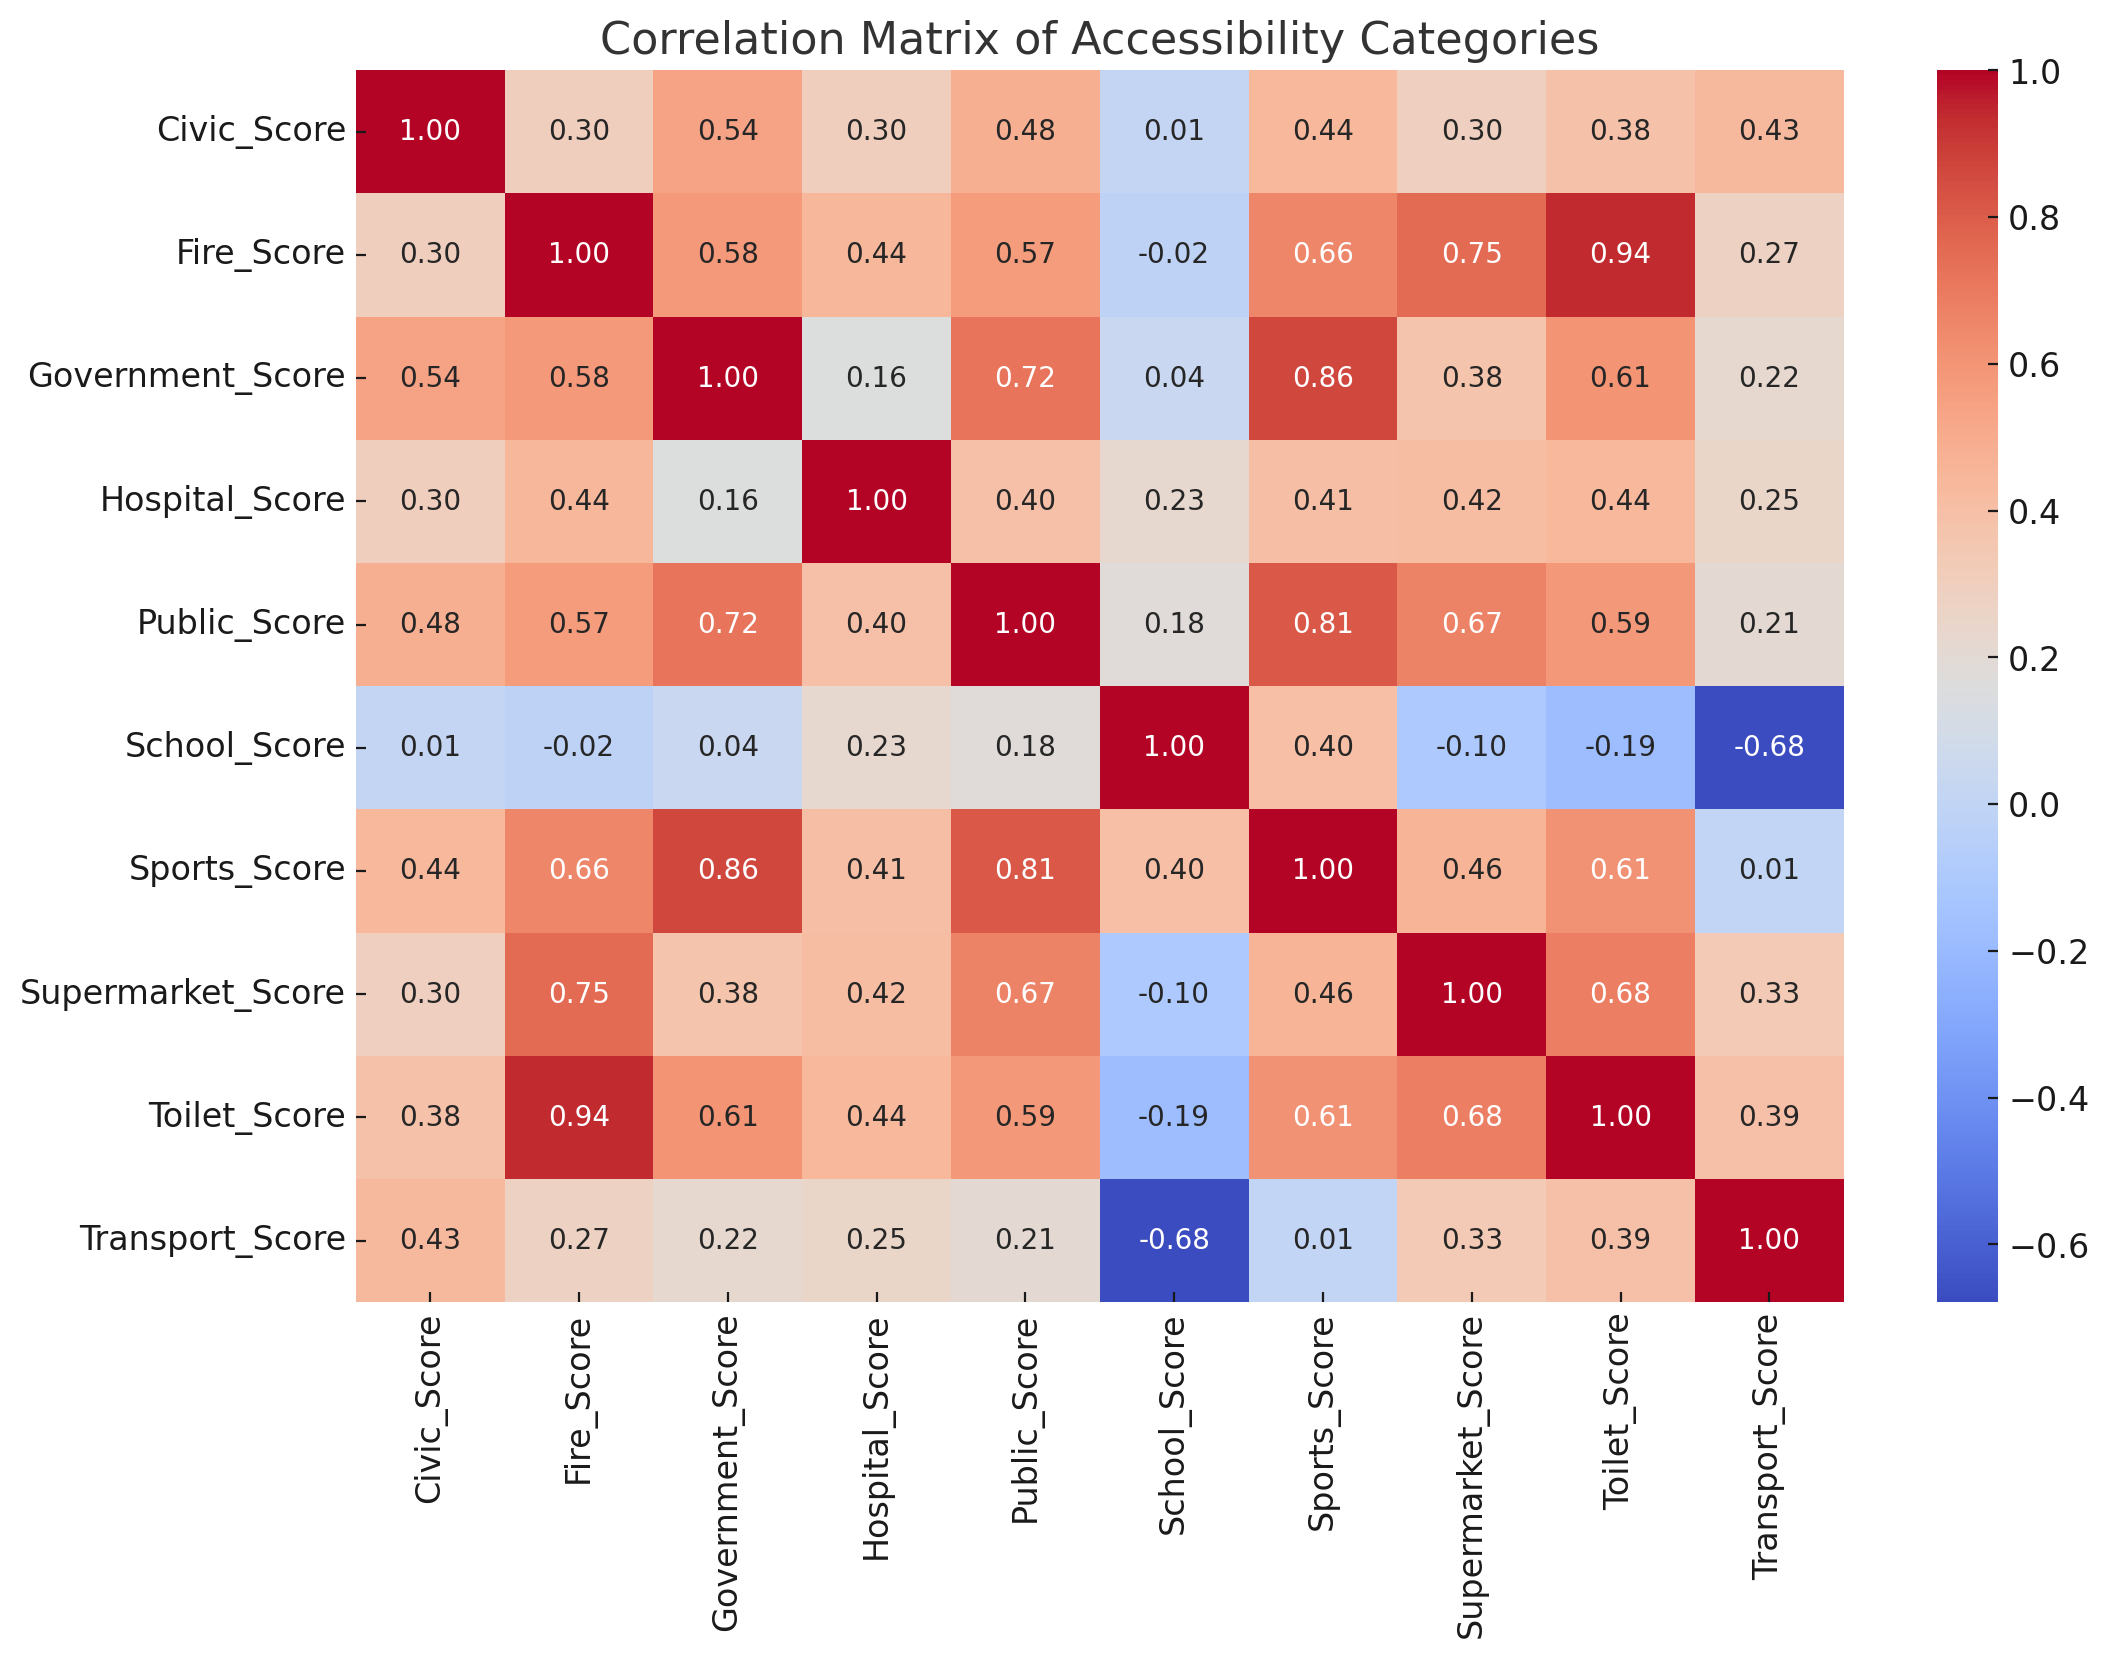 Correlation Matrix of Accessibility Categories
Civic_Score 1.00 0.30 0.54 0.30 0.48 0.01 0.44 0.30 0.38 0.43
Fire_Score 0.30 1.00 0.58 0.44 0.57 -0.02 0.66 0.75 0.94 0.27
Government_Score 0.54 0.58 1.00 0.16 0.72 0.04 0.86 0.38 0.61 0.22
Hospital_Score 0.30 0.44 0.16 1.00 0.40 0.23 0.41 0.42 0.44 0.25
Public_Score 0.48 0.57 0.72 0.40 1.00 0.18 0.81 0.67 0.59 0.21
School_Score 0.01 -0.02 0.04 0.23 0.18 1.00 0.40 -0.10 -0.19 -0.68
Sports_Score 0.44 0.66 0.86 0.41 0.81 0.40 1.00 0.46 0.61 0.01
Supermarket_Score 0.30 0.75 0.38 0.42 0.67 -0.10 0.46 1.00 0.68 0.33
Toilet_Score 0.38 0.94 0.61 0.44 0.59 -0.19 0.61 0.68 1.00 0.39
Transport_Score 0.43 0.27 0.22 0.25 0.21 -0.68 0.01 0.33 0.39 1.00
Civic_Score
Fire_Score
Government_Score
Hospital_Score
Public_Score
School_Score
Sports_Score
Supermarket_Score
Toilet_Score
Transport_Score
1.0
0.8
0.6
0.4
0.2
0.0
−0.2
−0.4
−0.6